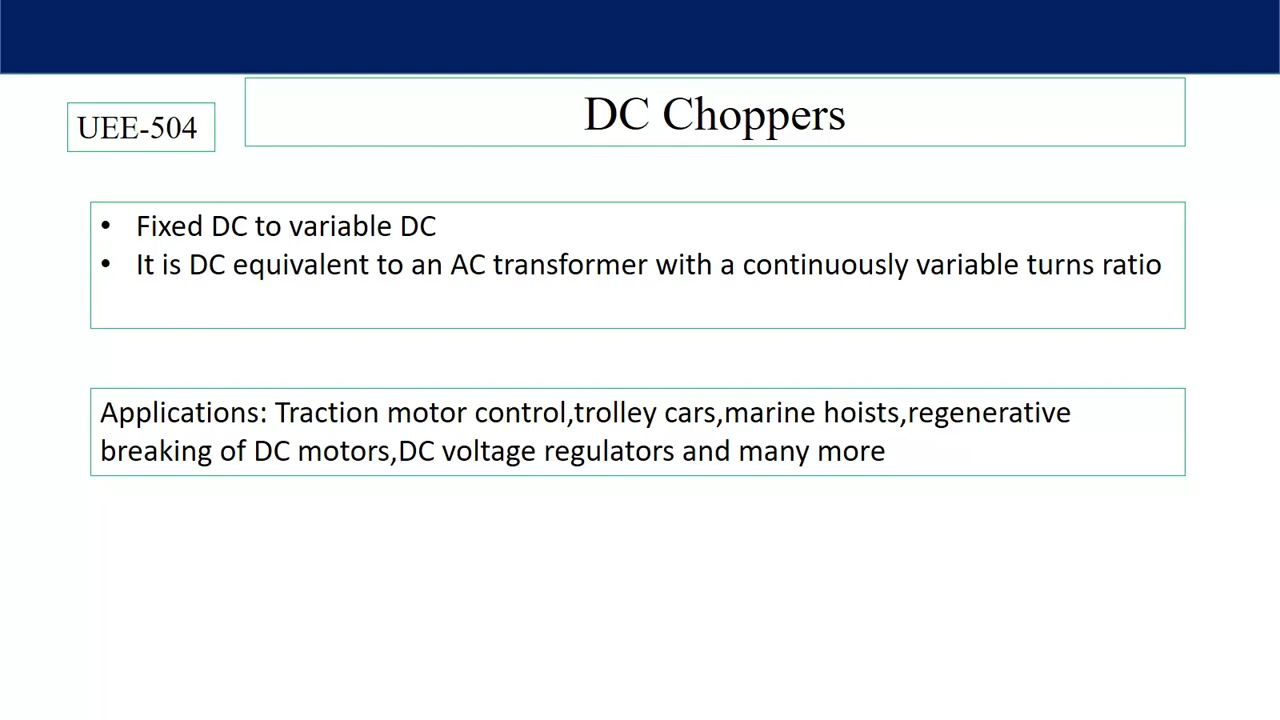 DC Choppers
UEE-504
• Fixed DC to variable DC
• It is DC equivalent to an AC transformer with a continuously variable turns ratio
Applications: Traction motor control,trolley cars,marine hoists,regenerative
breaking of DC motors,DC voltage regulators and many more